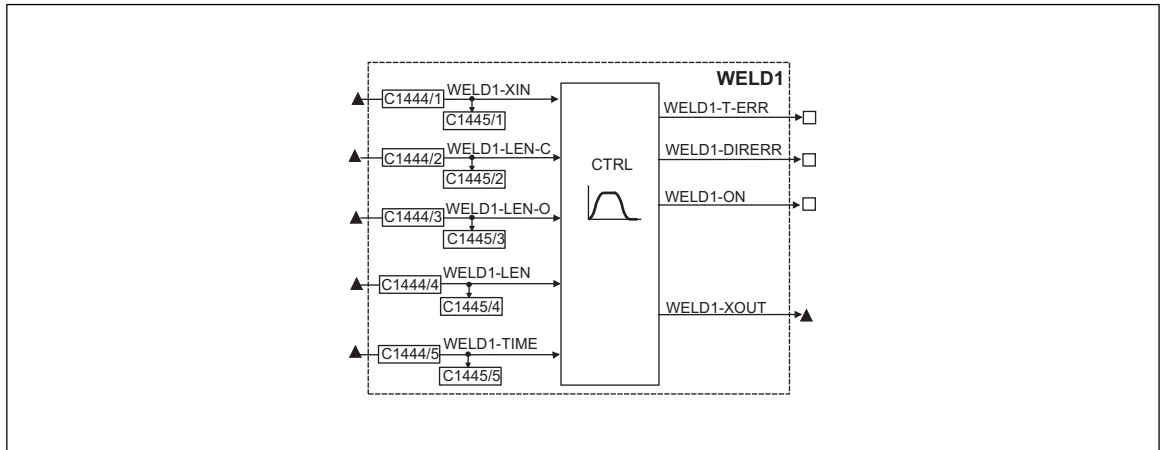 WELD1
C1444/1 WELD1-XIN
C1445/1
C1444/2 WELD1-LEN-C
C1445/2
C1444/3 WELD1-LEN-O
C1445/3
C1444/4 WELD1-LEN
C1445/4
C1444/5 WELD1-TIME
C1445/5
CTRL
WELD1-T-ERR
WELD1-DIRERR
WELD1-ON
WELD1-XOUT